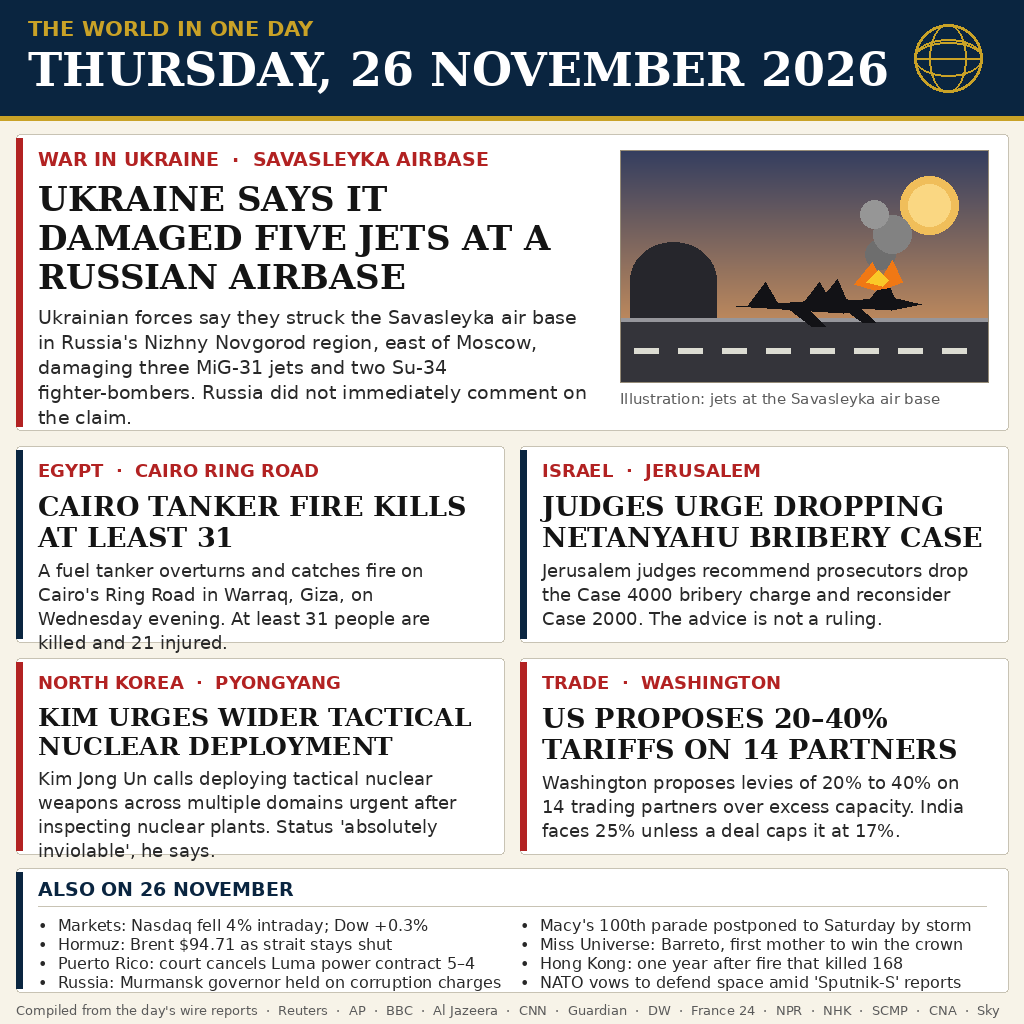 THE WORLD IN ONE DAY
THURSDAY, 26 NOVEMBER 2026
WAR IN UKRAINE · SAVASLEYKA AIRBASE
UKRAINE SAYS IT
DAMAGED FIVE JETS AT A
RUSSIAN AIRBASE
Ukrainian forces say they struck the Savasleyka air base
in Russia's Nizhny Novgorod region, east of Moscow,
damaging three MiG-31 jets and two Su-34
fighter-bombers. Russia did not immediately comment on
the claim.
Illustration: jets at the Savasleyka air base
EGYPT · CAIRO RING ROAD
CAIRO TANKER FIRE KILLS
AT LEAST 31
A fuel tanker overturns and catches fire on
Cairo's Ring Road in Warraq, Giza, on
Wednesday evening. At least 31 people are
killed and 21 injured.
ISRAEL · JERUSALEM
JUDGES URGE DROPPING
NETANYAHU BRIBERY CASE
Jerusalem judges recommend prosecutors drop
the Case 4000 bribery charge and reconsider
Case 2000. The advice is not a ruling.
NORTH KOREA · PYONGYANG
KIM URGES WIDER TACTICAL
NUCLEAR DEPLOYMENT
Kim Jong Un calls deploying tactical nuclear
weapons across multiple domains urgent after
inspecting nuclear plants. Status 'absolutely
inviolable', he says.
TRADE · WASHINGTON
US PROPOSES 20–40%
TARIFFS ON 14 PARTNERS
Washington proposes levies of 20% to 40% on
14 trading partners over excess capacity. India
faces 25% unless a deal caps it at 17%.
ALSO ON 26 NOVEMBER
• Markets: Nasdaq fell 4% intraday; Dow +0.3%
• Hormuz: Brent $94.71 as strait stays shut
• Puerto Rico: court cancels Luma power contract 5–4
• Russia: Murmansk governor held on corruption charges
• Macy's 100th parade postponed to Saturday by storm
• Miss Universe: Barreto, first mother to win the crown
• Hong Kong: one year after fire that killed 168
• NATO vows to defend space amid 'Sputnik-S' reports
Compiled from the day's wire reports · Reuters · AP · BBC · Al Jazeera · CNN · Guardian · DW · France 24 · NPR · NHK · SCMP · CNA · Sky